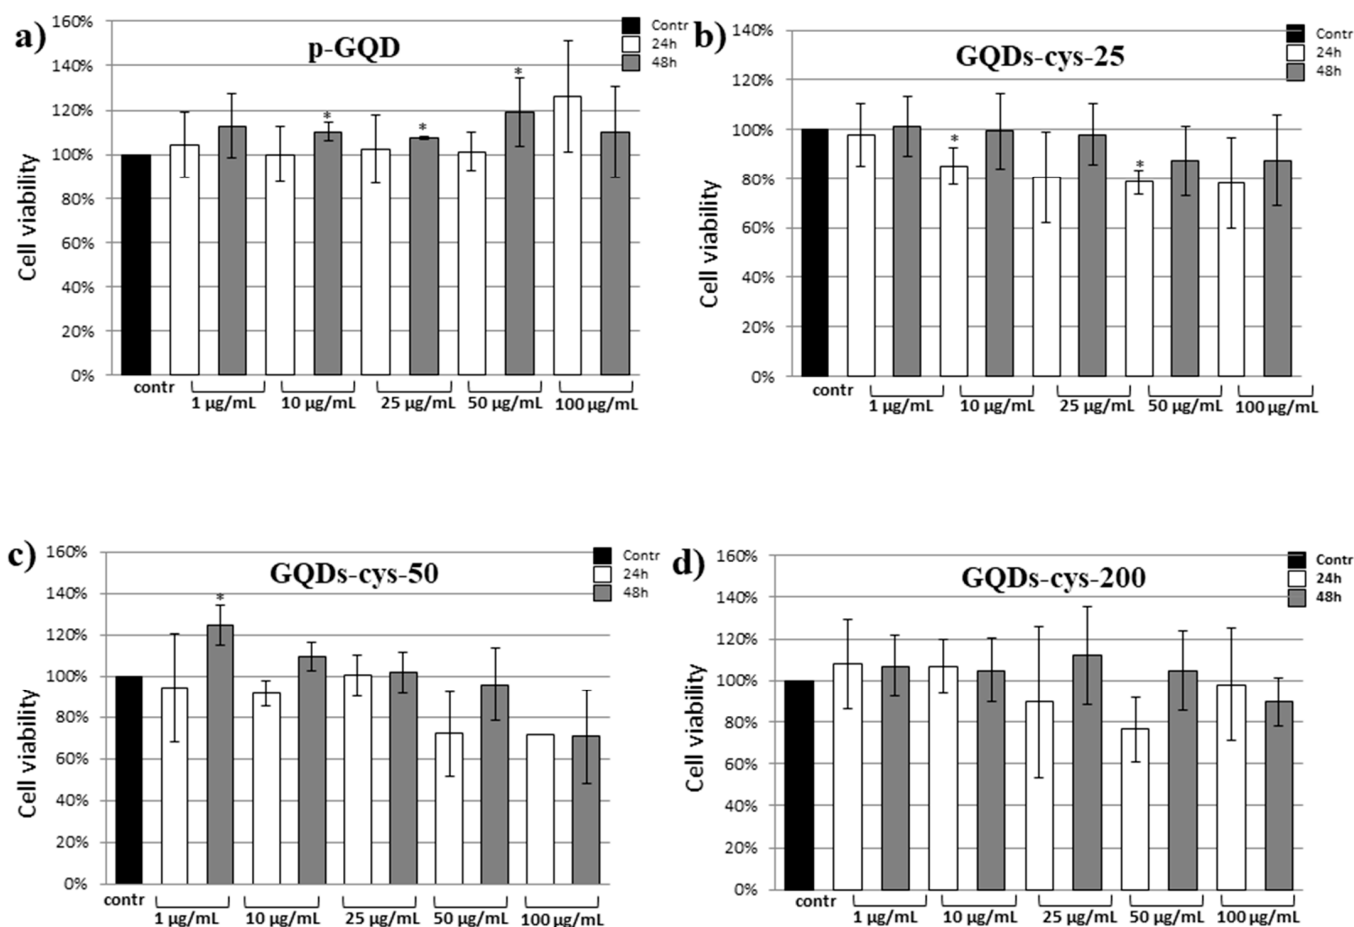 a)
p-GQD
Contr
24h
48h
Cell viability
160%
140%
120%
100%
80%
60%
40%
20%
0%
*
*
*
contr
1 µg/mL
10 µg/mL
25 µg/mL
50 µg/mL
100 µg/mL
b)
GQDs-cys-25
Contr
24h
48h
Cell viability
140%
120%
100%
80%
60%
40%
20%
0%
*
*
contr
1 µg/mL
10 µg/mL
25 µg/mL
50 µg/mL
100 µg/mL
c)
GQDs-cys-50
Contr
24h
48h
Cell viability
160%
140%
120%
100%
80%
60%
40%
20%
0%
*
contr
1 µg/mL
10 µg/mL
25 µg/mL
50 µg/mL
100 µg/mL
d)
GQDs-cys-200
Contr
24h
48h
Cell viability
160%
140%
120%
100%
80%
60%
40%
20%
0%
contr
1 µg/mL
10 µg/mL
25 µg/mL
50 µg/mL
100 µg/mL